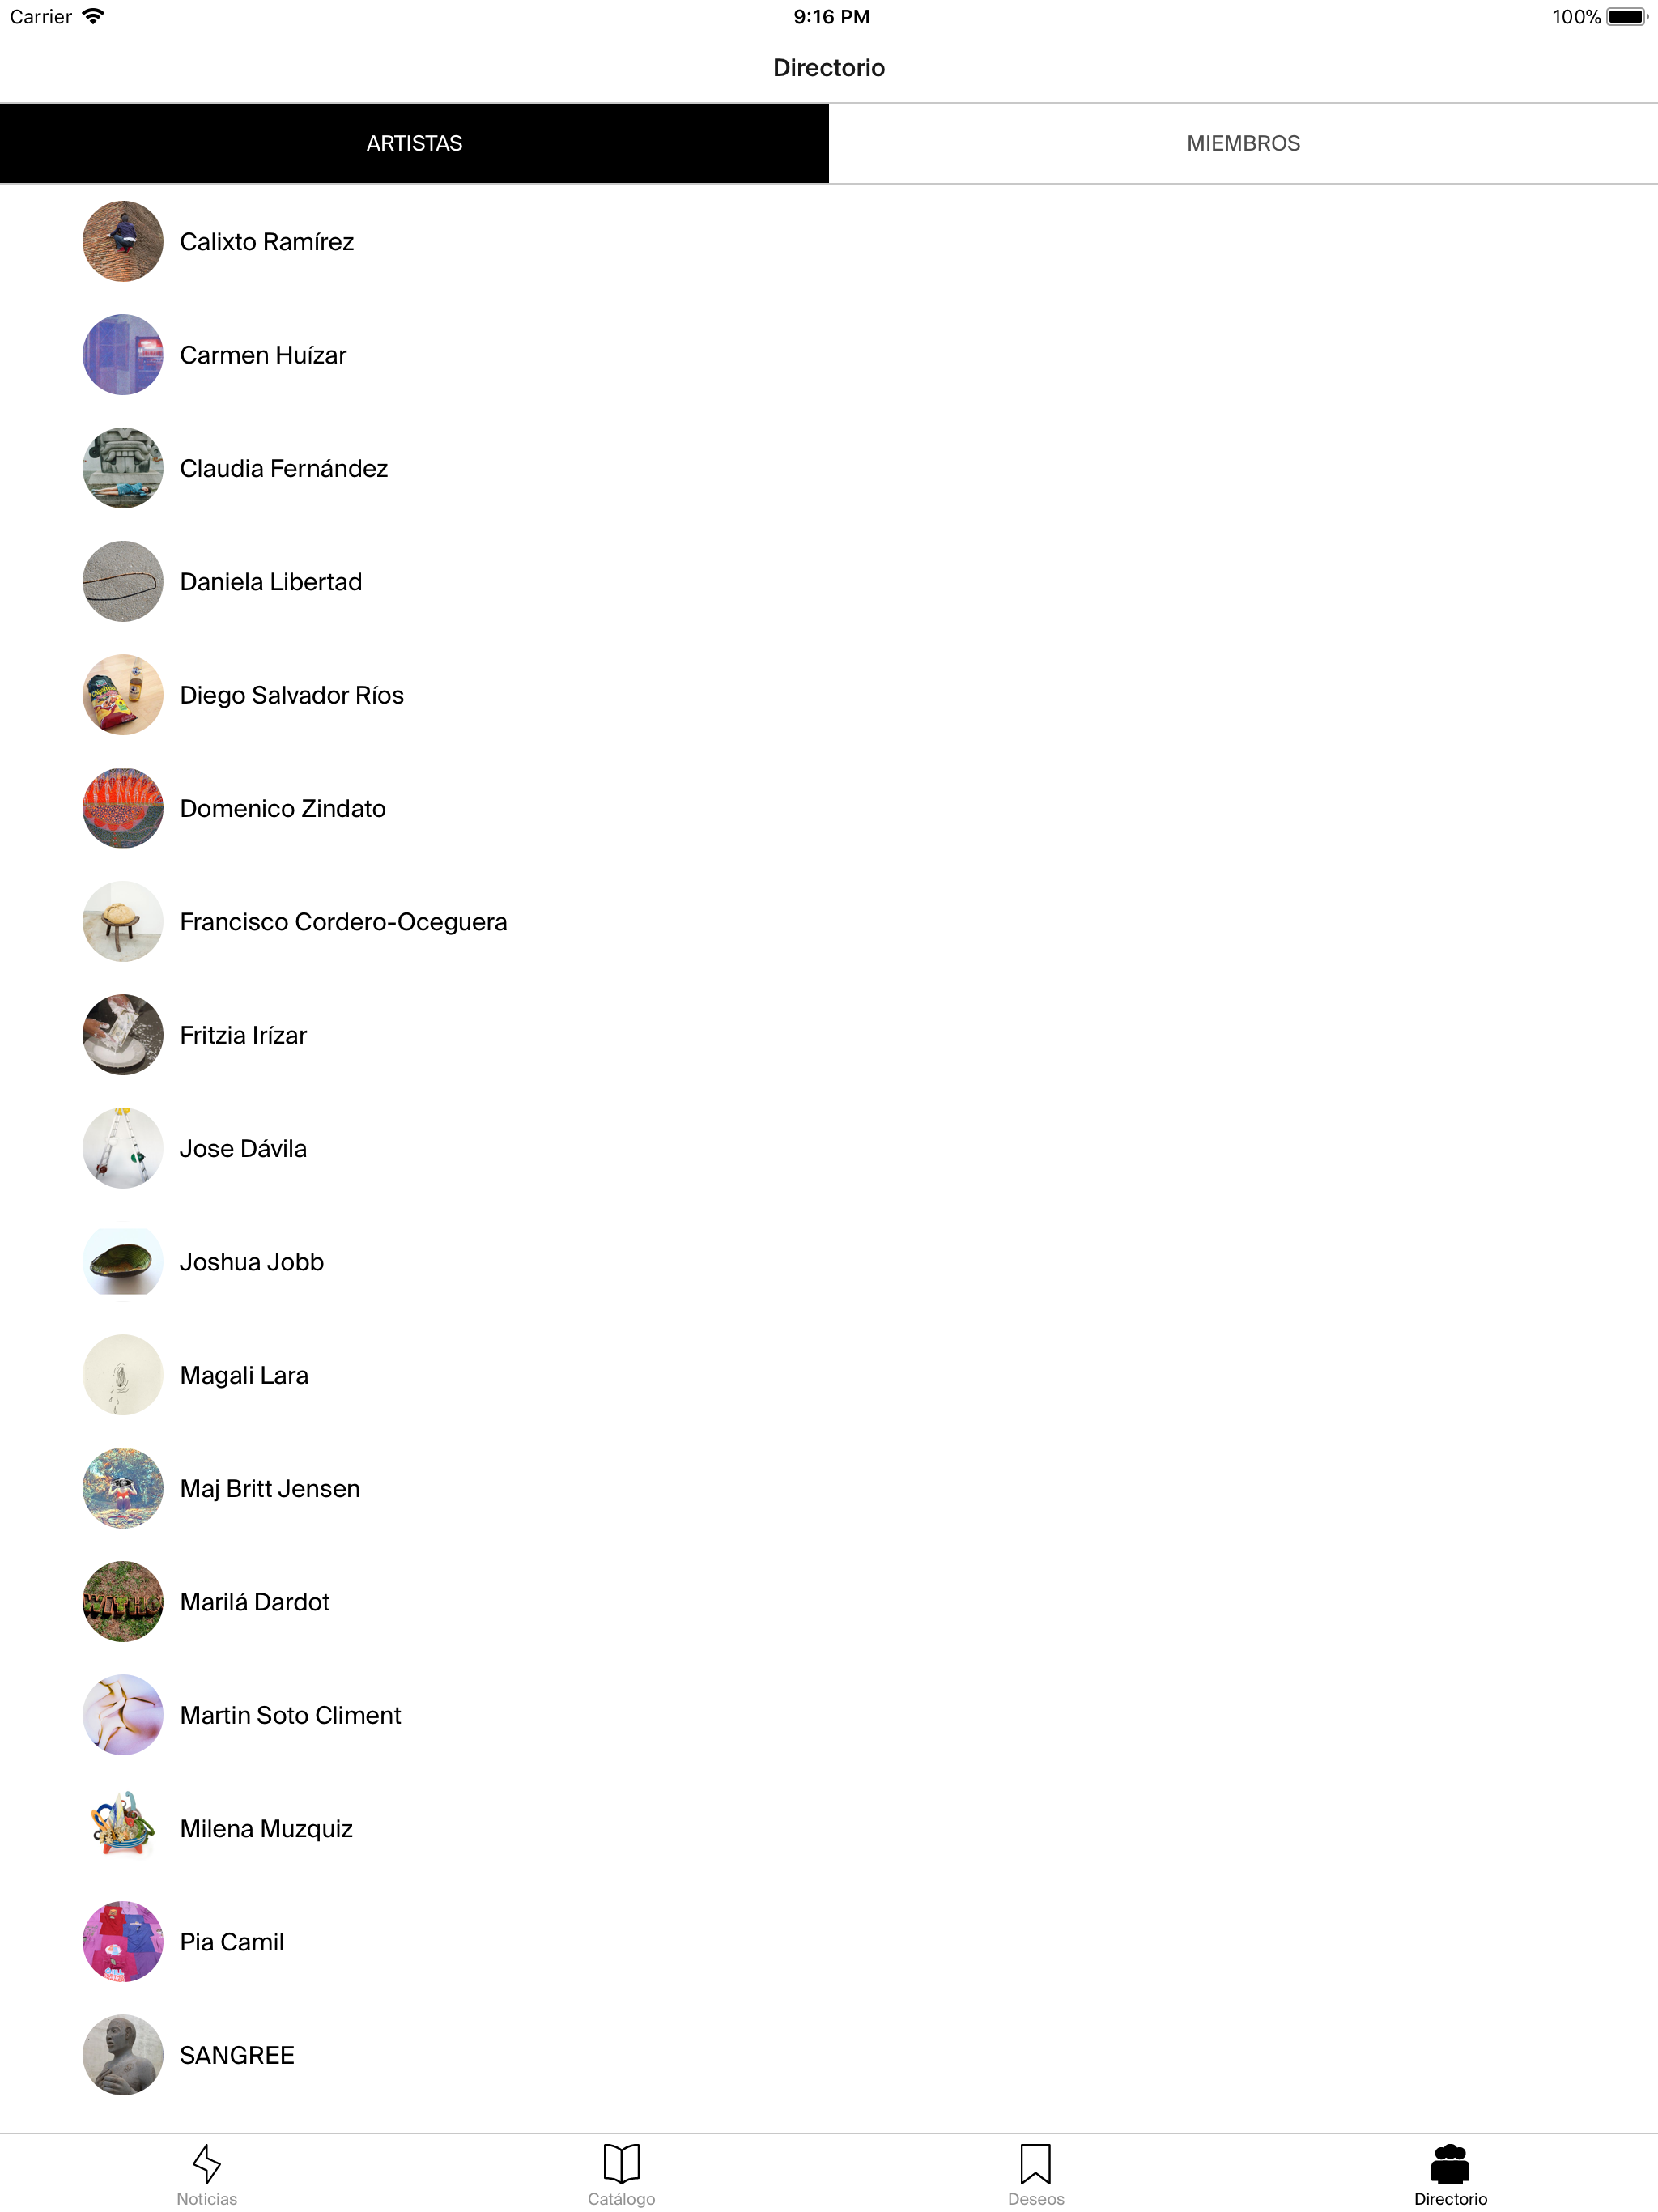 Carrier
9:16 PM
100%
Directorio
ARTISTAS
MIEMBROS
Calixto Ramírez
Carmen Huízar
Claudia Fernández
Daniela Libertad
Diego Salvador Ríos
Domenico Zindato
Francisco Cordero-Oceguera
Fritzia Irízar
Jose Dávila
Joshua Jobb
Magali Lara
Maj Britt Jensen
WITHO
Marilá Dardot
Martin Soto Climent
Milena Muzquiz
Pia Camil
SANGREE
Noticias
Catálogo
Deseos
Directorio